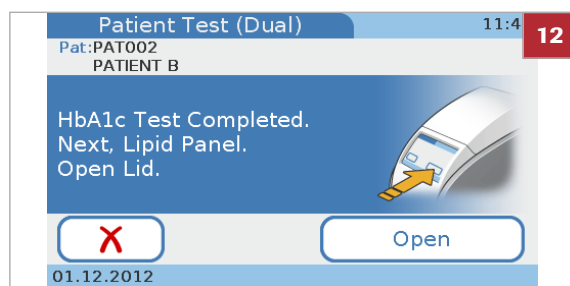 Patient Test (Dual) 11:4
12
Pat:PAT002
PATIENT B
HbA1c Test Completed.
Next, Lipid Panel.
Open Lid.
Open
01.12.2012